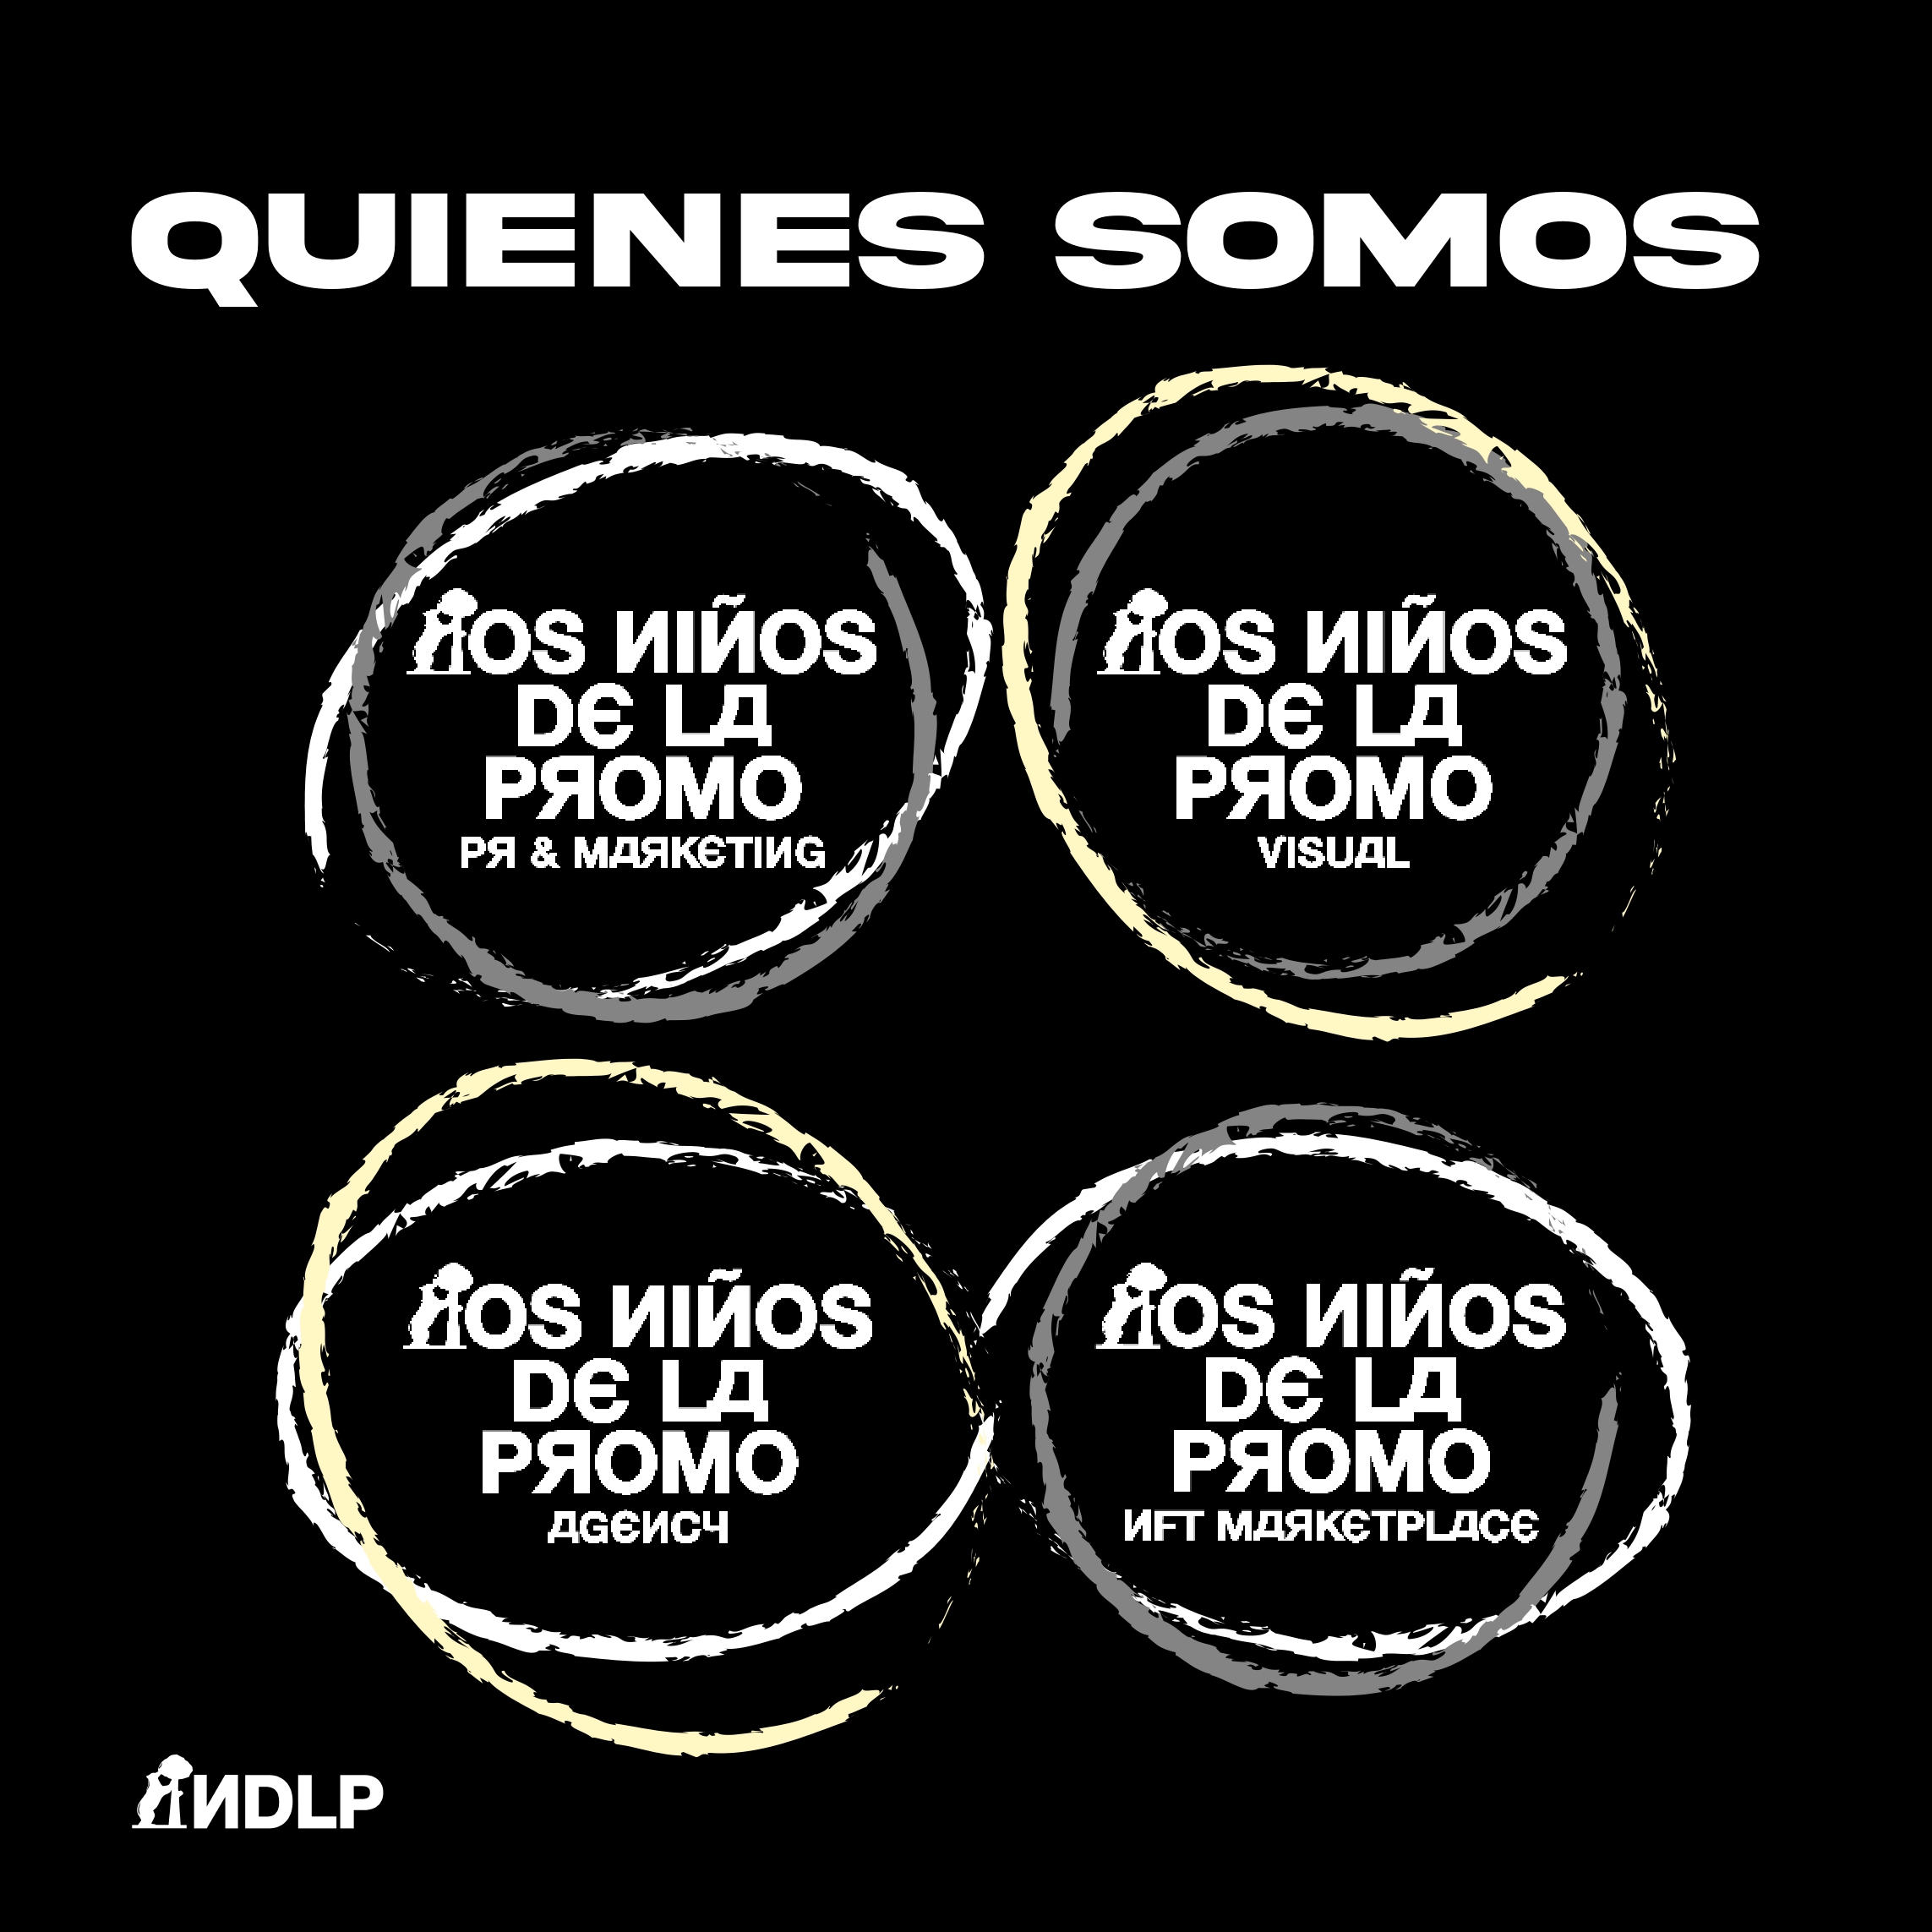 QUIENES SOMOS
LOS NIÑOS
DE LA
PROMO
PR & MARKETING
LOS NIÑOS
DE LA
PROMO
VISUAL
LOS NIÑOS
DE LA
PROMO
AGENCY
LOS NIÑOS
DE LA
PROMO
NFT MARKETPLACE
LNDLP